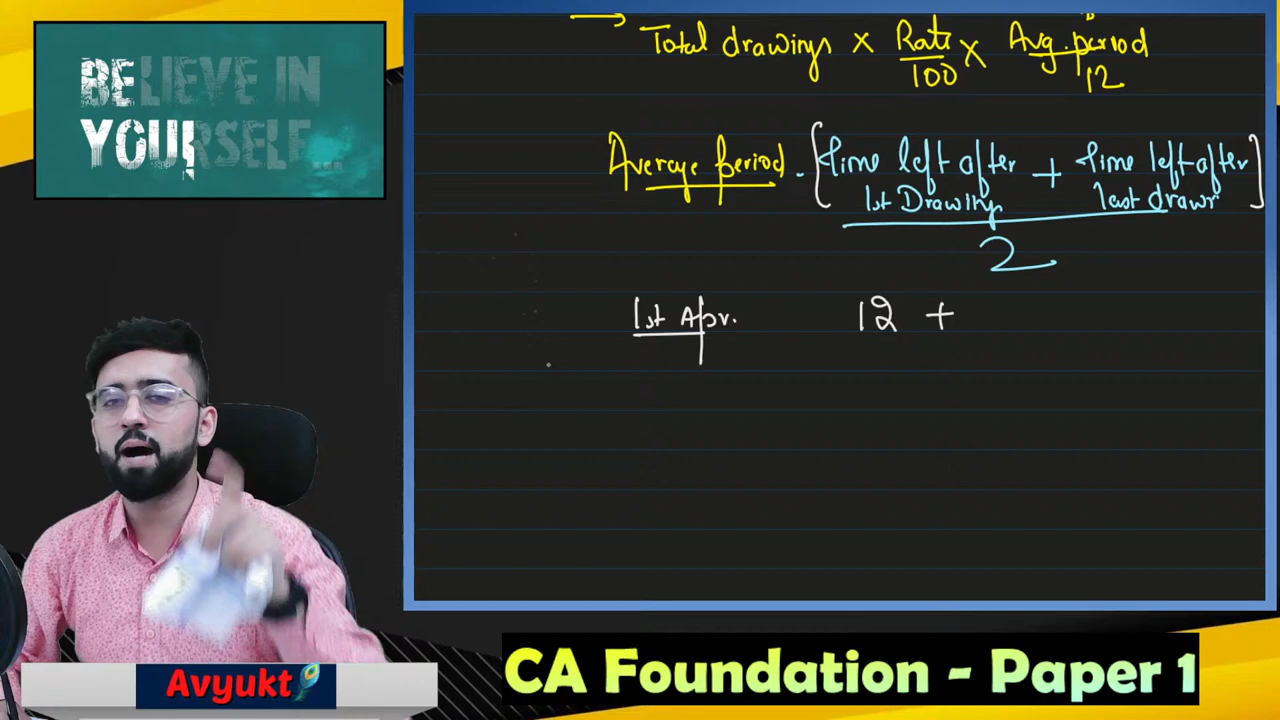 BELIEVE IN
YOURSELF...
→ Total drawings × Rate/100 × Avg. period/12
Average period - [Time left after 1st Drawing + Time left after last drawn]
2
1st Apr. 12 +
Avyukt
CA Foundation - Paper 1